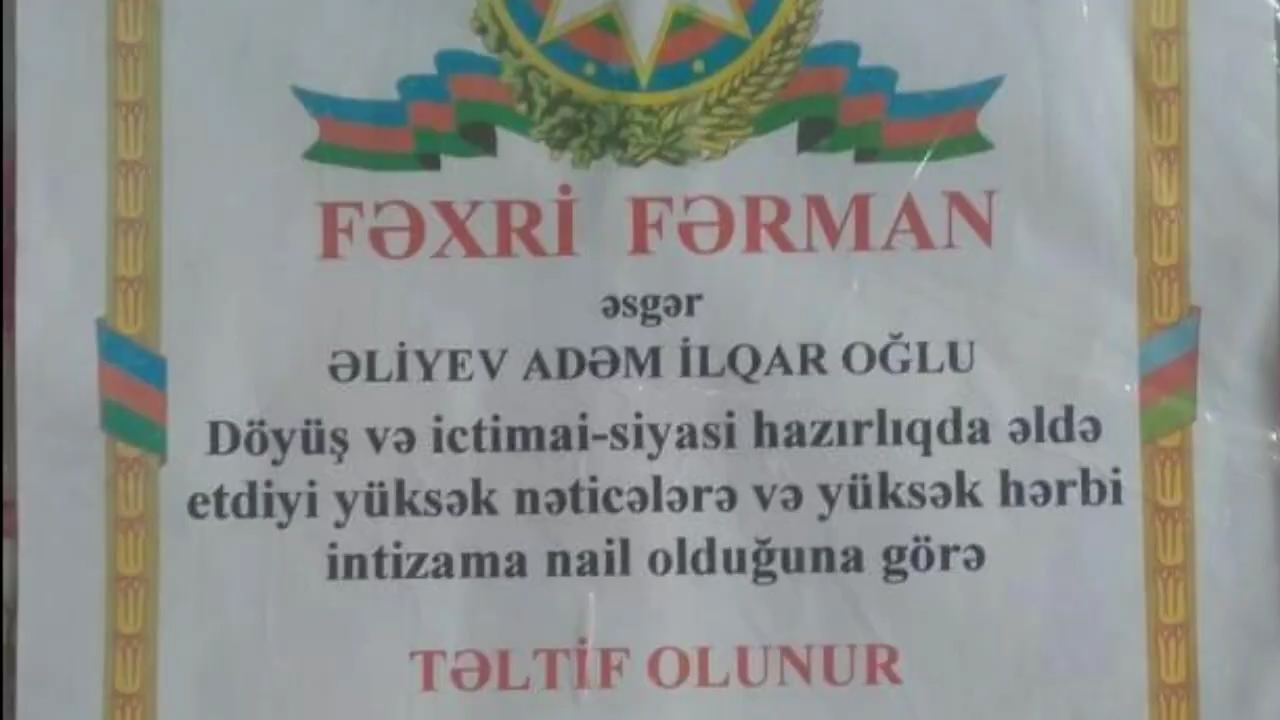 FƏXRİ FƏRMAN
əsgər
ƏLİYEV ADƏM İLQAR OĞLU
Döyüş və ictimai-siyasi hazırlıqda əldə
etdiyi yüksək nəticələrə və yüksək hərbi
intizama nail olduğuna görə
TƏLTİF OLUNUR